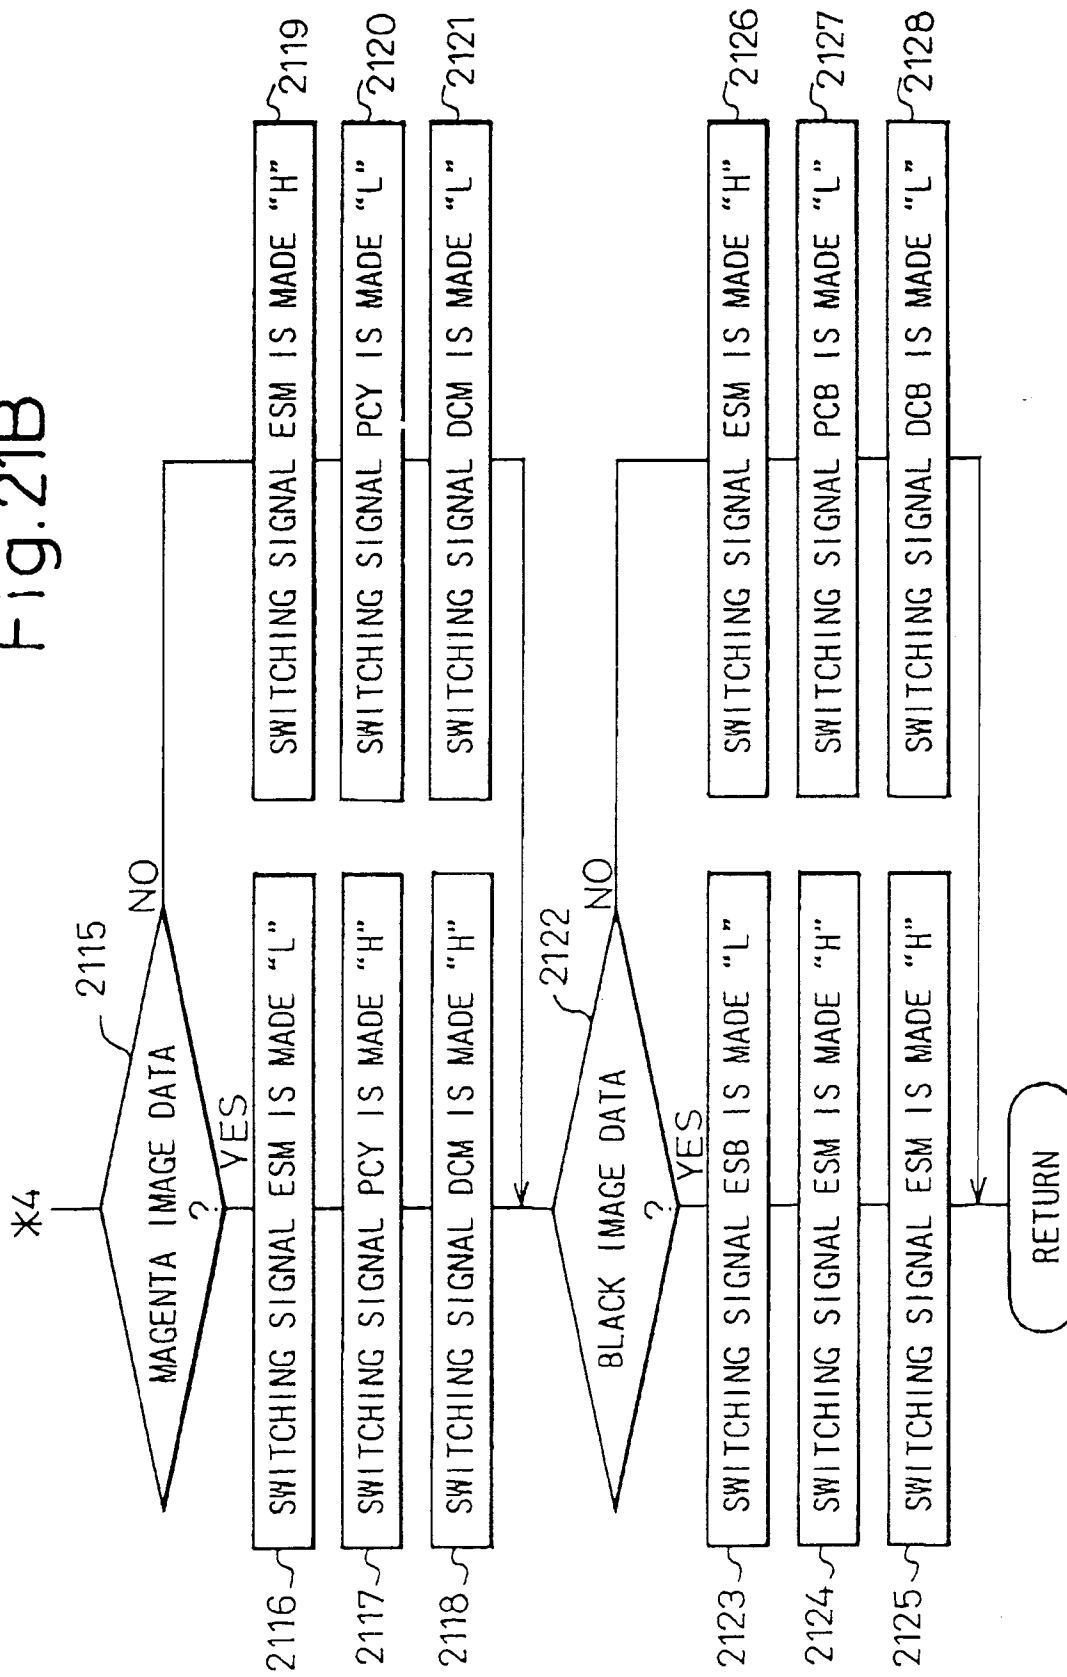 Fig.21B
*4
MAGENTA IMAGE DATA
?
2115
NO
YES
2116
SWITCHING SIGNAL ESM IS MADE "L"
SWITCHING SIGNAL ESM IS MADE "H"
2119
2117
SWITCHING SIGNAL PCY IS MADE "H"
SWITCHING SIGNAL PCY IS MADE "L"
2120
2118
SWITCHING SIGNAL DCM IS MADE "H"
SWITCHING SIGNAL DCM IS MADE "L"
2121
BLACK IMAGE DATA
?
2122
NO
YES
2123
SWITCHING SIGNAL ESB IS MADE "L"
SWITCHING SIGNAL ESM IS MADE "H"
2126
2124
SWITCHING SIGNAL ESM IS MADE "H"
SWITCHING SIGNAL PCB IS MADE "L"
2127
2125
SWITCHING SIGNAL ESM IS MADE "H"
SWITCHING SIGNAL DCB IS MADE "L"
2128
RETURN